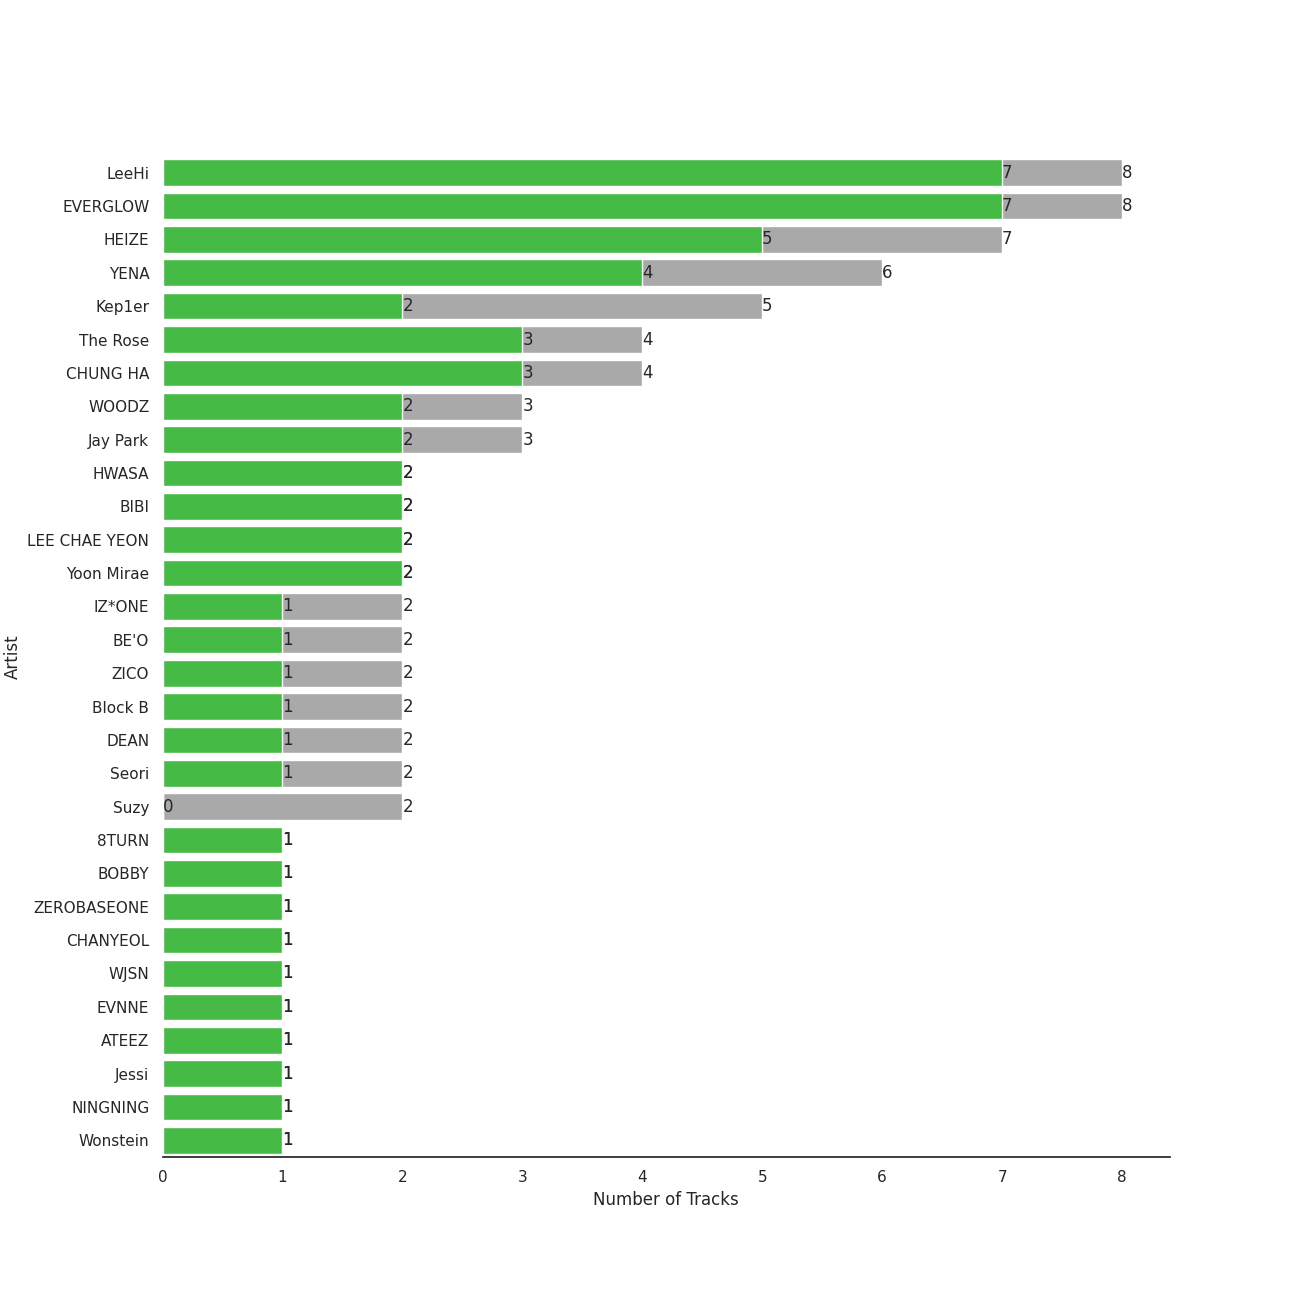 LeeHi 7 8
EVERGLOW 7 8
HEIZE 5 7
YENA 4 6
Kep1er 2 5
The Rose 3 4
CHUNG HA 3 4
WOODZ 2 3
Jay Park 2 3
HWASA 2
BIBI 2
LEE CHAE YEON 2
Yoon Mirae 2
IZ*ONE 1 2
BE'O 1 2
ZICO 1 2
Block B 1 2
DEAN 1 2
Seori 1 2
Suzy 0 2
8TURN 1
BOBBY 1
ZEROBASEONE 1
CHANYEOL 1
WJSN 1
EVNNE 1
ATEEZ 1
Jessi 1
NINGNING 1
Wonstein 1
Artist
0 1 2 3 4 5 6 7 8
Number of Tracks